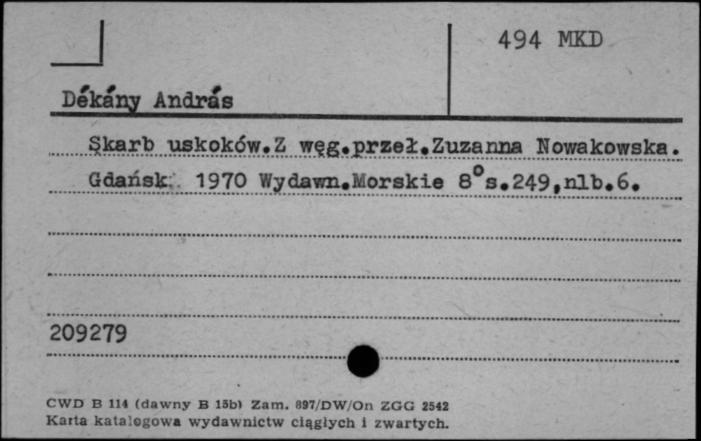 494 MKD
Dékány András
Skarb uskoków.Z węg.przeł.Zuzanna Nowakowska.
Gdańsk. 1970 Wydawn.Morskie 8°s.249,nlb.6.
209279
CWD B 114 (dawny B 15b) Zam. 897/DW/On ZGG 2542
Karta katalogowa wydawnictw ciągłych i zwartych.